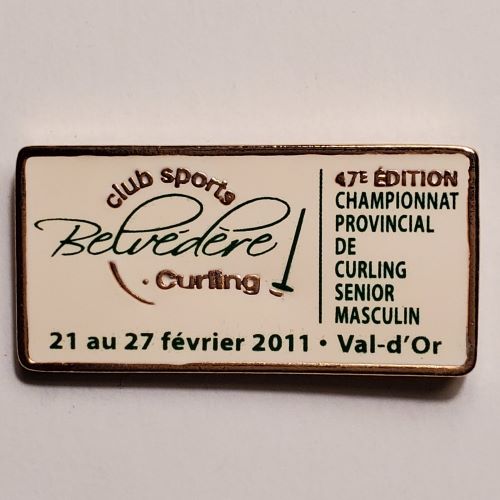 club sports
Belvédère
Curling
47E ÉDITION
CHAMPIONNAT
PROVINCIAL
DE
CURLING
SENIOR
MASCULIN
21 au 27 février 2011 • Val-d'Or